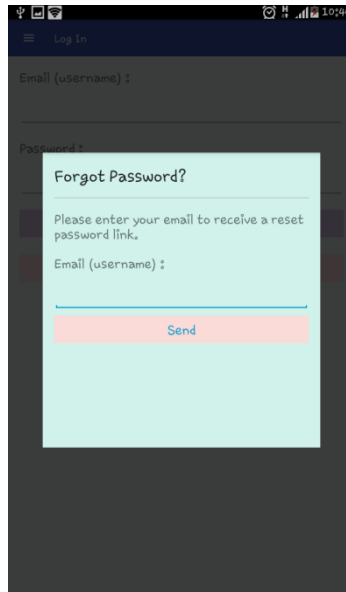 Log In
Email (username) :
Password :
Forgot Password?
Please enter your email to receive a reset
password link.
Email (username) :
Send